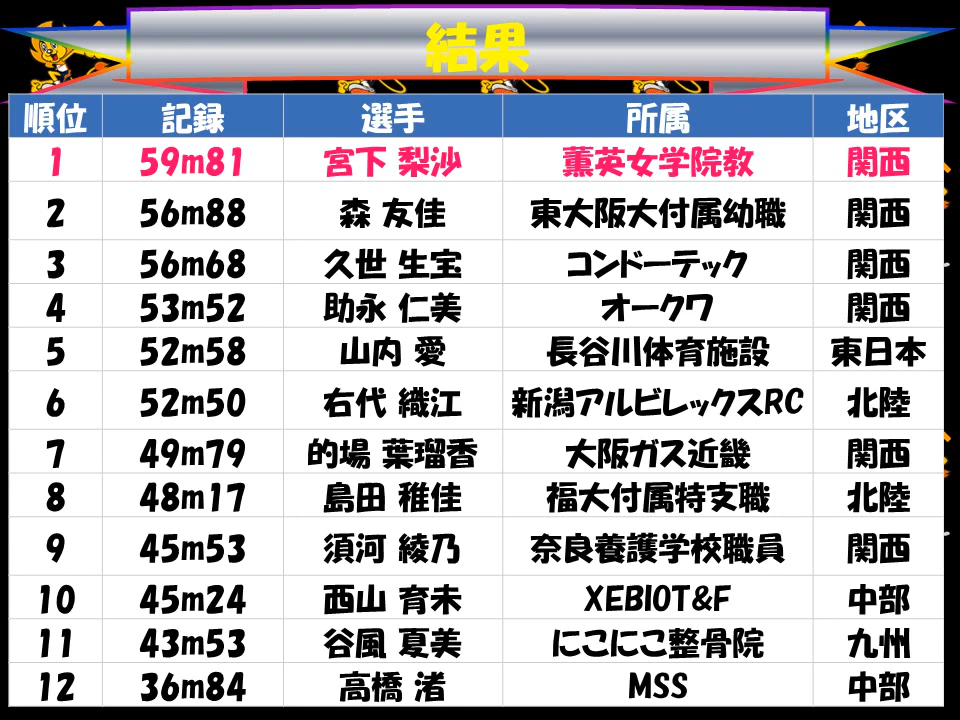 結果
順位 記録 選手 所属 地区
1 59m81 宮下 梨沙 薫英女学院教 関西
2 56m88 森 友佳 東大阪大付属幼職 関西
3 56m68 久世 生宝 コンドーテック 関西
4 53m52 助永 仁美 オークワ 関西
5 52m58 山内 愛 長谷川体育施設 東日本
6 52m50 右代 織江 新潟アルビレックスRC 北陸
7 49m79 的場 葉瑠香 大阪ガス近畿 関西
8 48m17 島田 稚佳 福大付属特支職 北陸
9 45m53 須河 綾乃 奈良養護学校職員 関西
10 45m24 西山 育未 XEBIOT&F 中部
11 43m53 谷風 夏美 にこにこ整骨院 九州
12 36m84 高橋 渚 MSS 中部